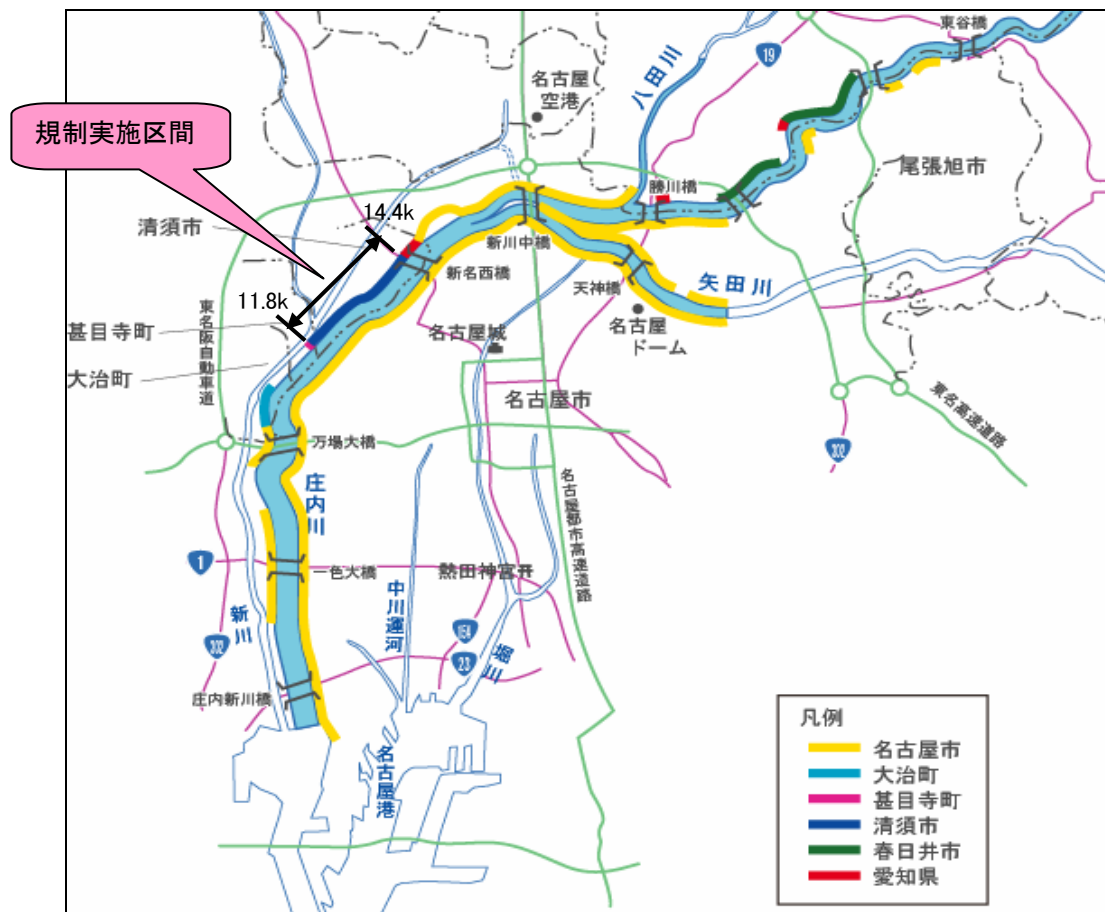 東谷橋
19
八田川
名古屋
空港
規制実施区間
尾張旭市
勝川橋
14.4k
清須市
新川中橋
新名西橋
矢田川
天神橋
11.8k
東名阪自動車道
名古屋
ドーム
甚目寺町
名古屋城
大治町
名古屋市
東名高速道路
302
万場大橋
庄内川
名古屋都市高速道路
1
一色大橋
熱田神宮
中川運河
新川
302
154
23
庄内新川橋
名古屋港
凡例
名古屋市
大治町
甚目寺町
清須市
春日井市
愛知県